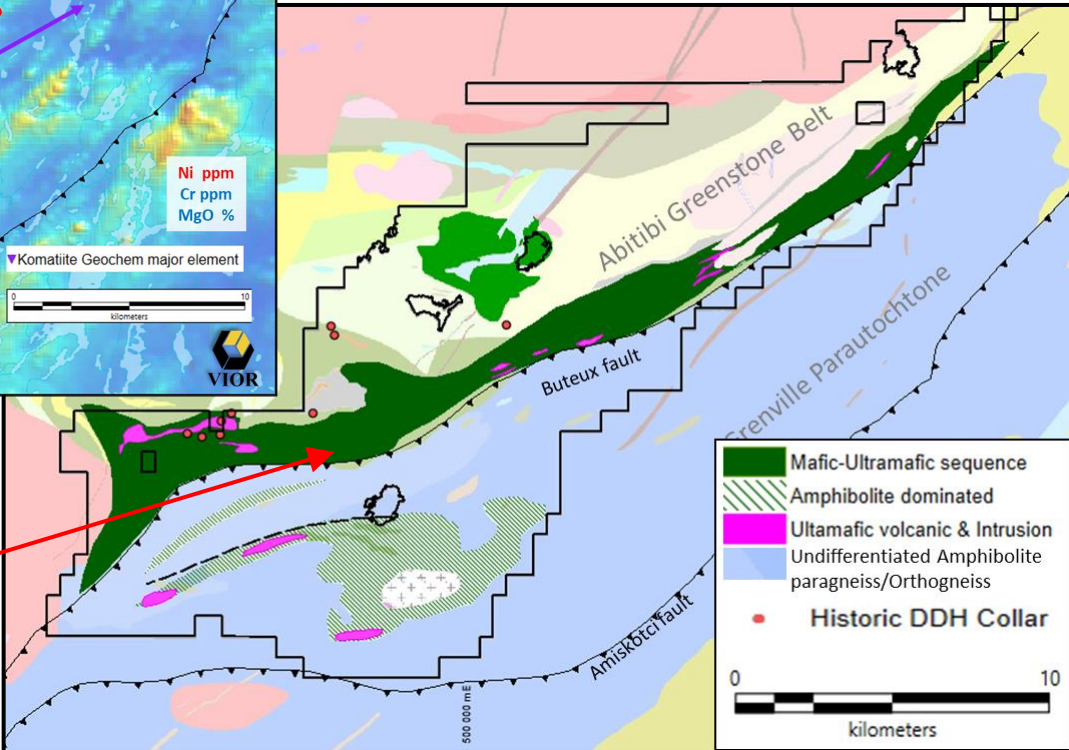 Ni ppm
Cr ppm
MgO %
Komatiite Geochem major element
0 10
kilometers
VIOR
Abitibi Greenstone Belt
Buteux fault
Grenville Parautochtone
Amiskotci fault
500 000 mE
Mafic-Ultramafic sequence
Amphibolite dominated
Ultamafic volcanic & Intrusion
Undifferentiated Amphibolite
paragneiss/Orthogneiss
Historic DDH Collar
0 10
kilometers